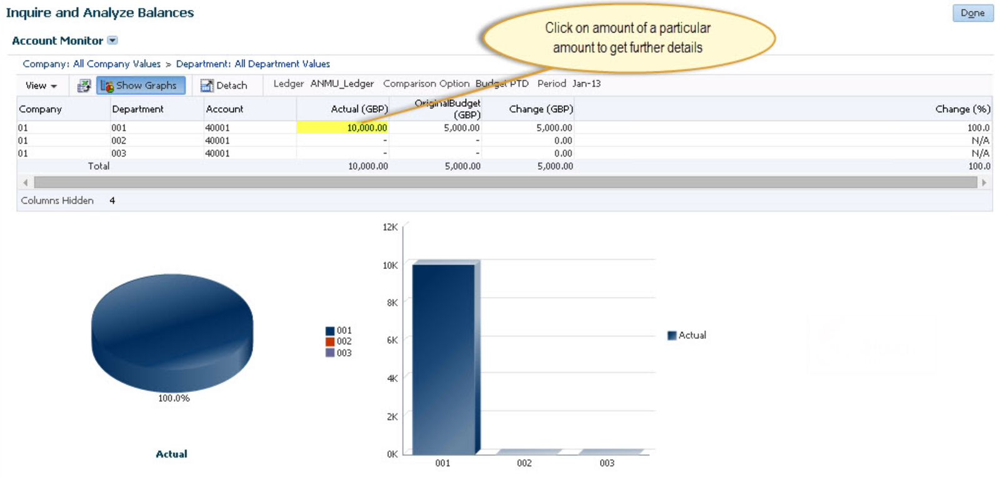 Inquire and Analyze Balances
Done
Click on amount of a particular
amount to get further details
Account Monitor
Company: All Company Values > Department: All Department Values
View Show Graphs Detach Ledger ANMU_Ledger Comparison Option Budget PTD Period Jan-13
Company Department Account Actual (GBP) OriginalBudget (GBP) Change (GBP) Change (%)
01 001 40001 10,000.00 5,000.00 5,000.00 100.0
01 002 40001 - - 0.00 N/A
01 003 40001 - - 0.00 N/A
Total 10,000.00 5,000.00 5,000.00 100.0
Columns Hidden 4
100.0%
Actual
001
002
003
12K
10K
8K
6K
4K
2K
0K
001 002 003
Actual